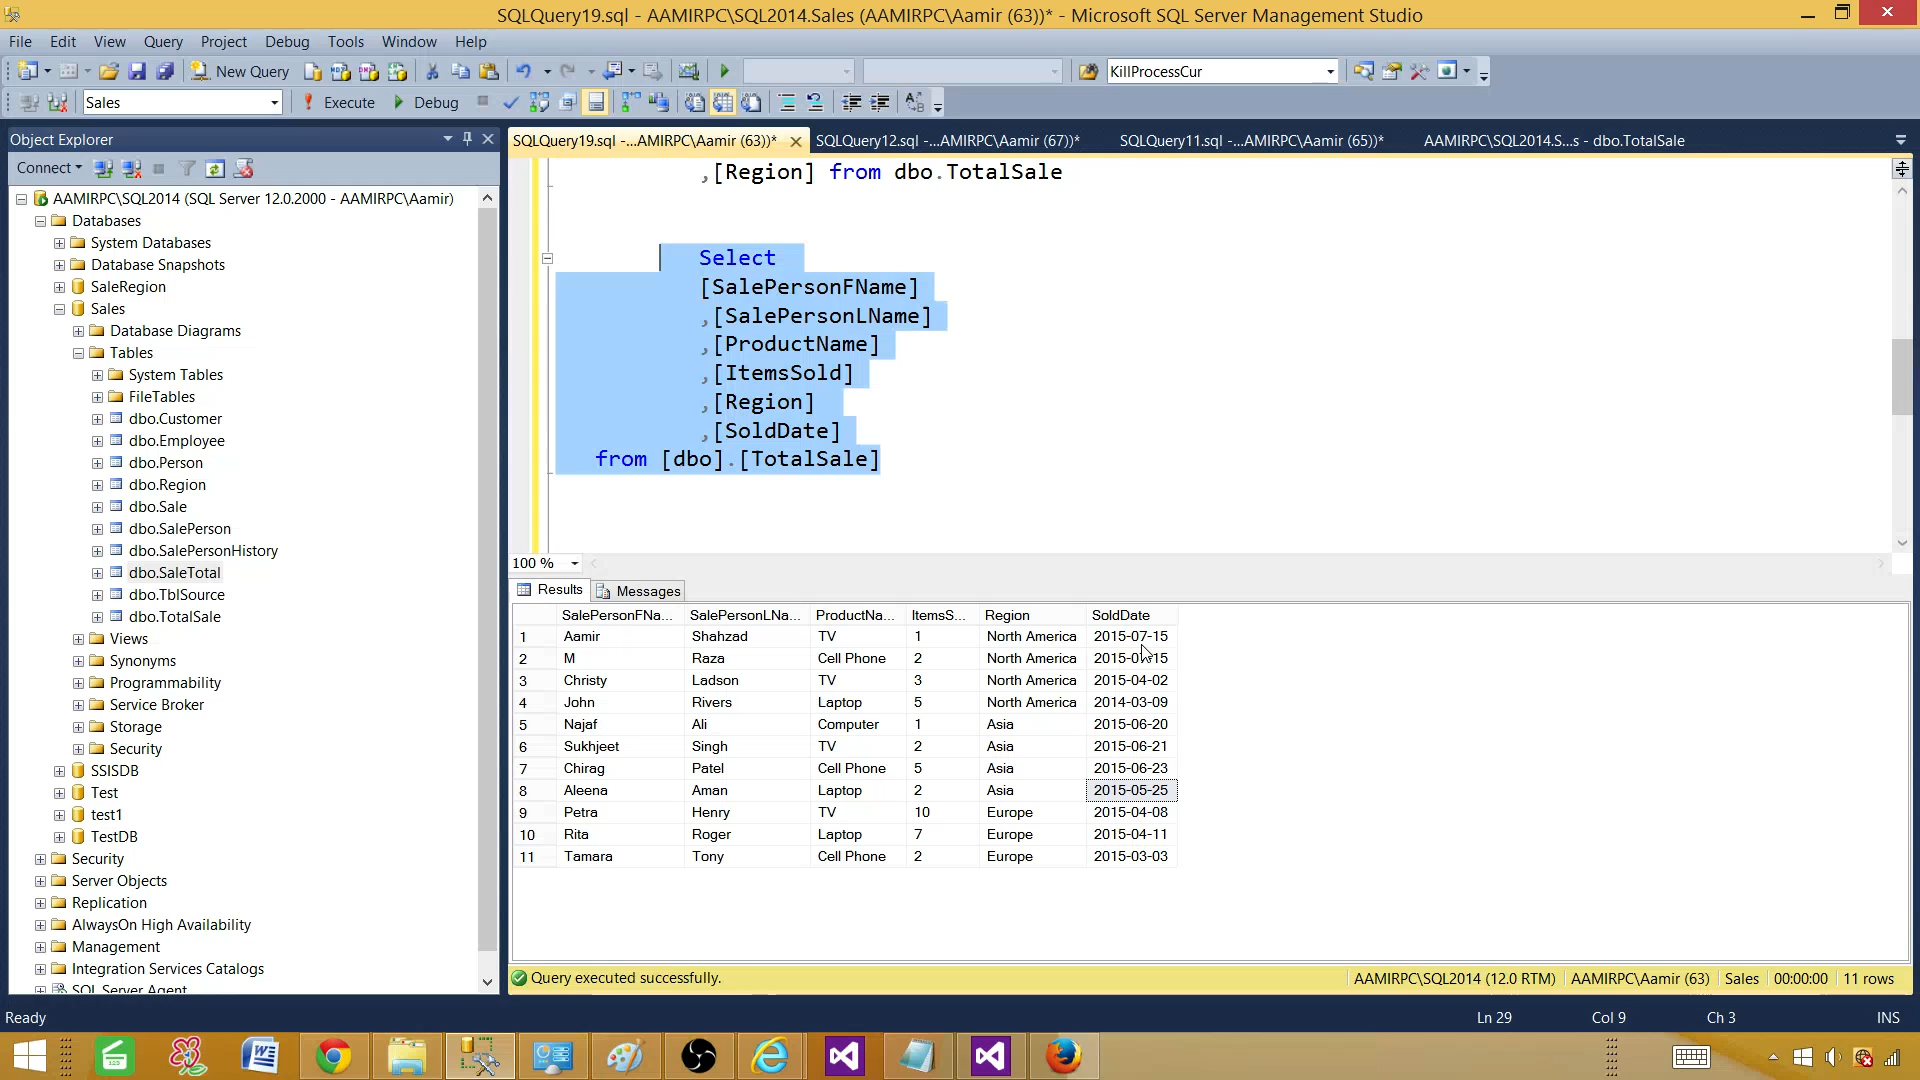 SQLQuery19.sql - AAMIRPC\SQL2014.Sales (AAMIRPC\Aamir (63))* - Microsoft SQL Server Management Studio
File Edit View Query Project Debug Tools Window Help
New Query KillProcessCur
Sales Execute Debug
Object Explorer
SQLQuery19.sql -...AMIRPC\Aamir (63))* SQLQuery12.sql -...AMIRPC\Aamir (67))* SQLQuery11.sql -...AMIRPC\Aamir (65))* AAMIRPC\SQL2014.S...s - dbo.TotalSale
Connect
AAMIRPC\SQL2014 (SQL Server 12.0.2000 - AAMIRPC\Aamir)
Databases
System Databases
Database Snapshots
SaleRegion
Sales
Database Diagrams
Tables
System Tables
FileTables
dbo.Customer
dbo.Employee
dbo.Person
dbo.Region
dbo.Sale
dbo.SalePerson
dbo.SalePersonHistory
dbo.SaleTotal
dbo.TblSource
dbo.TotalSale
Views
Synonyms
Programmability
Service Broker
Storage
Security
SSISDB
Test
test1
TestDB
Security
Server Objects
Replication
AlwaysOn High Availability
Management
Integration Services Catalogs
SQL Server Agent
,[Region] from dbo.TotalSale
Select
[SalePersonFName]
,[SalePersonLName]
,[ProductName]
,[ItemsSold]
,[Region]
,[SoldDate]
from [dbo].[TotalSale]
100 %
Results Messages
SalePersonFNa... SalePersonLNa... ProductNa... ItemsS... Region SoldDate
1 Aamir Shahzad TV 1 North America 2015-07-15
2 M Raza Cell Phone 2 North America
3 Christy Ladson TV 3 North America 2015-04-02
4 John Rivers Laptop 5 North America 2014-03-09
5 Najaf Ali Computer 1 Asia 2015-06-20
6 Sukhjeet Singh TV 2 Asia 2015-06-21
7 Chirag Patel Cell Phone 5 Asia 2015-06-23
8 Aleena Aman Laptop 2 Asia 2015-05-25
9 Petra Henry TV 10 Europe 2015-04-08
10 Rita Roger Laptop 7 Europe 2015-04-11
11 Tamara Tony Cell Phone 2 Europe 2015-03-03
Query executed successfully. AAMIRPC\SQL2014 (12.0 RTM) AAMIRPC\Aamir (63) Sales 00:00:00 11 rows
Ready Ln 29 Col 9 Ch 3 INS